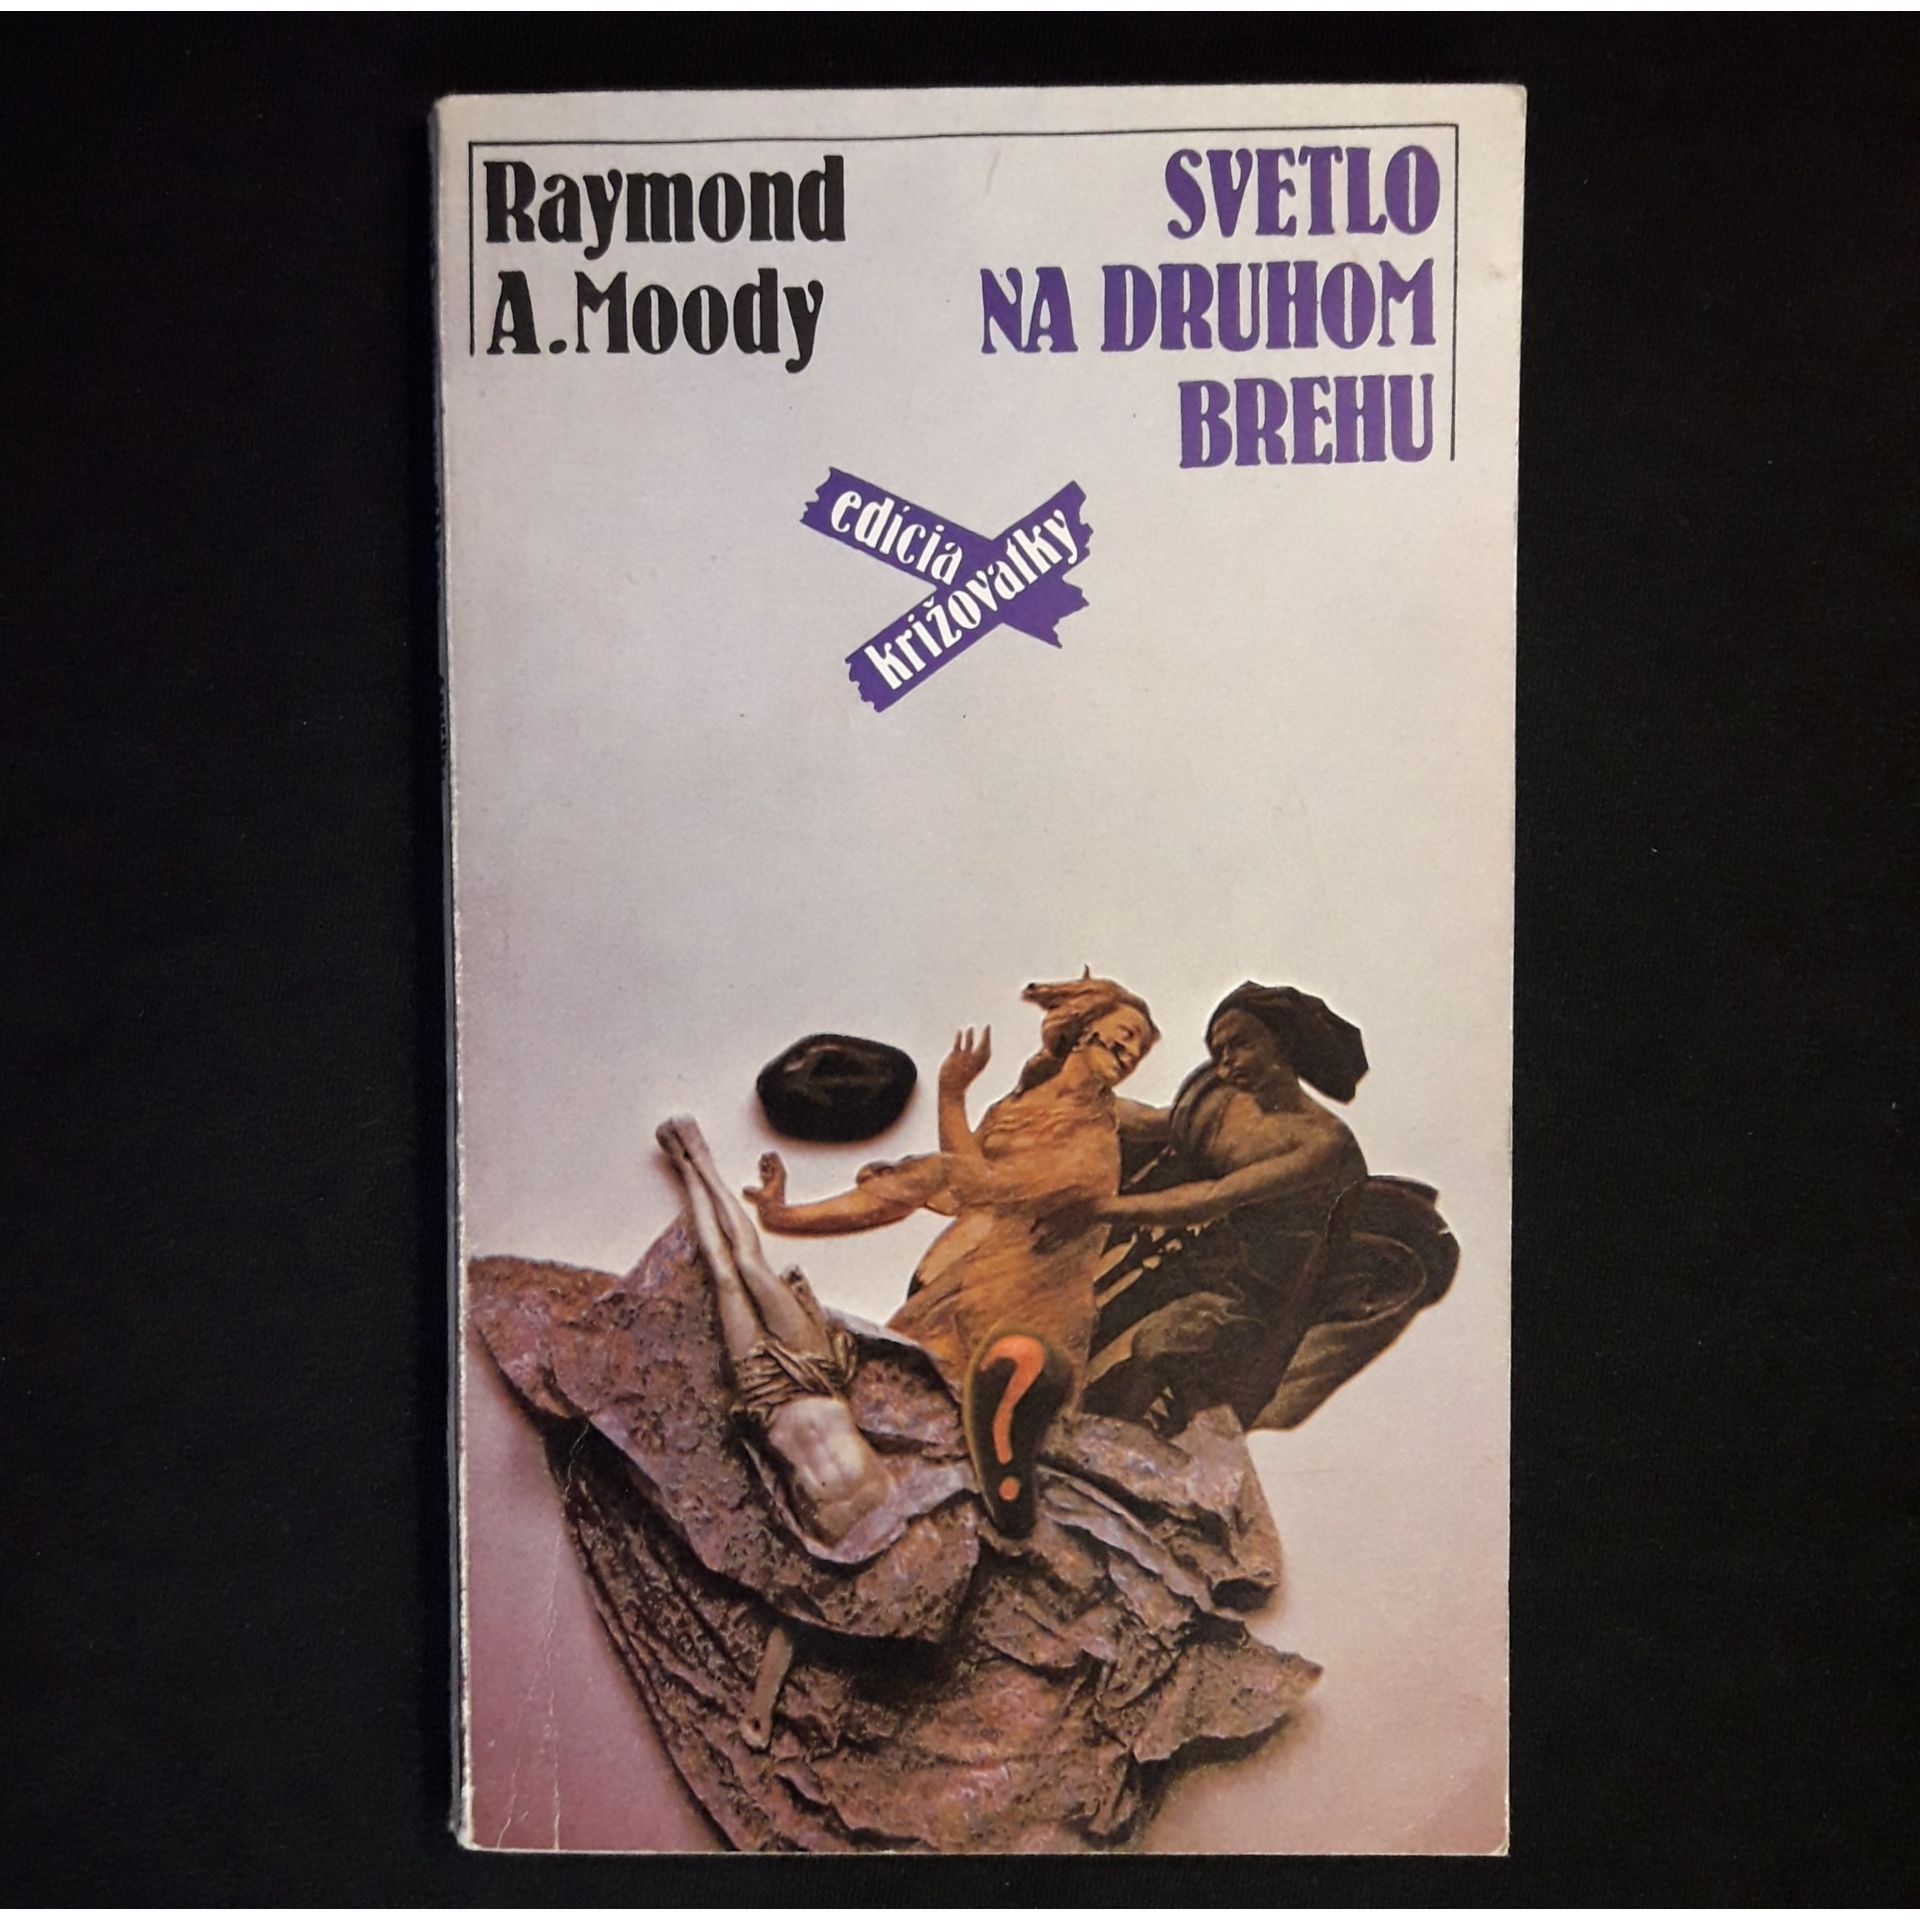 Raymond
A. Moody
SVETLO
NA DRUHOM
BREHU
edícia
križovatky
?